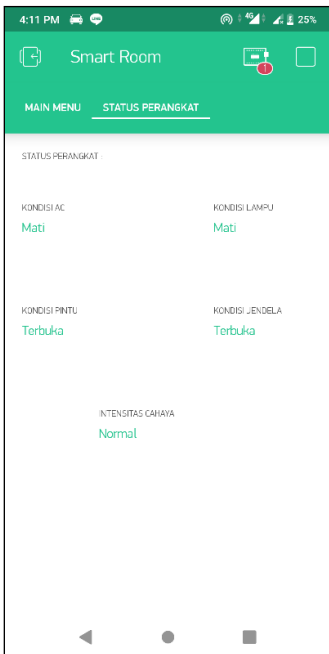 4:11 PM 25%
Smart Room
1
MAIN MENU STATUS PERANGKAT
STATUS PERANGKAT
KONDISI AC KONDISI LAMPU
Mati Mati
KONDISI PINTU KONDISI JENDELA
Terbuka Terbuka
INTENSITAS CAHAYA
Normal